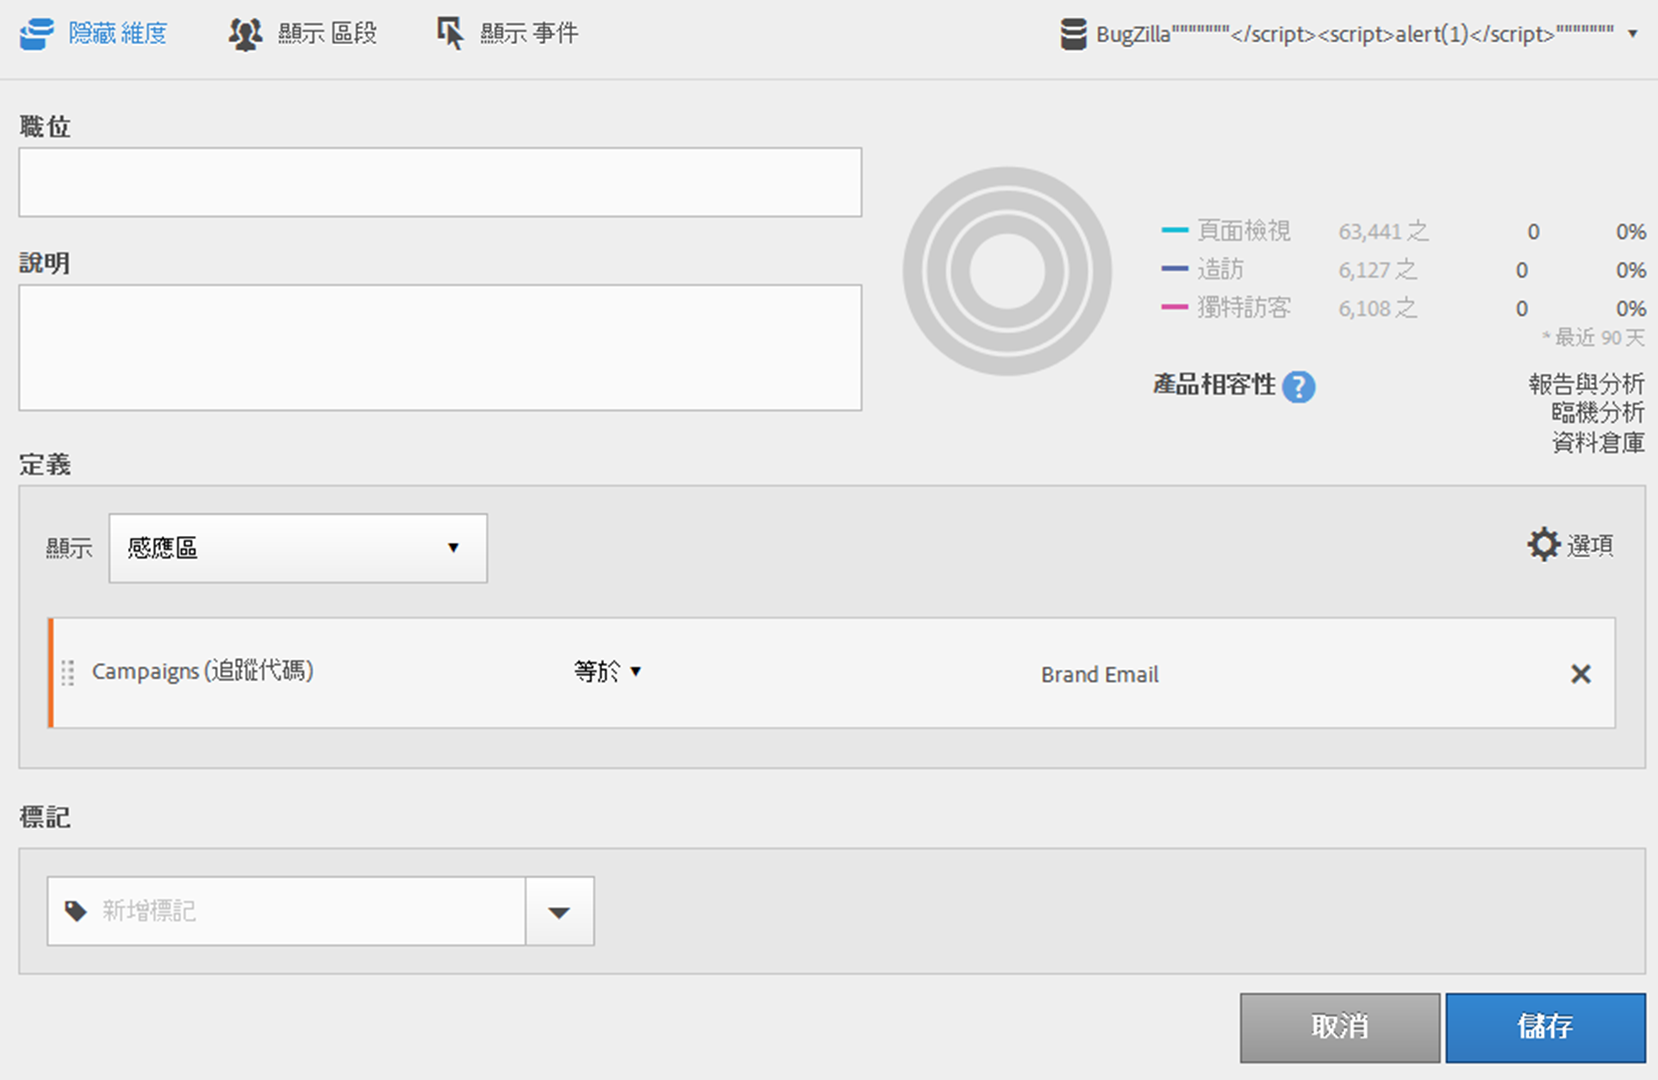 隱藏 維度 顯示 區段 顯示 事件 BugZilla"""""""</script><script>alert(1)</script>"""""""
職位
說明
頁面檢視 63,441 之 0 0%
造訪 6,127 之 0 0%
獨特訪客 6,108 之 0 0%
* 最近 90 天
產品相容性 ? 報告與分析
臨機分析
資料倉庫
定義
顯示 感應區 選項
Campaigns (追蹤代碼) 等於 Brand Email
標記
新增標記
取消 儲存